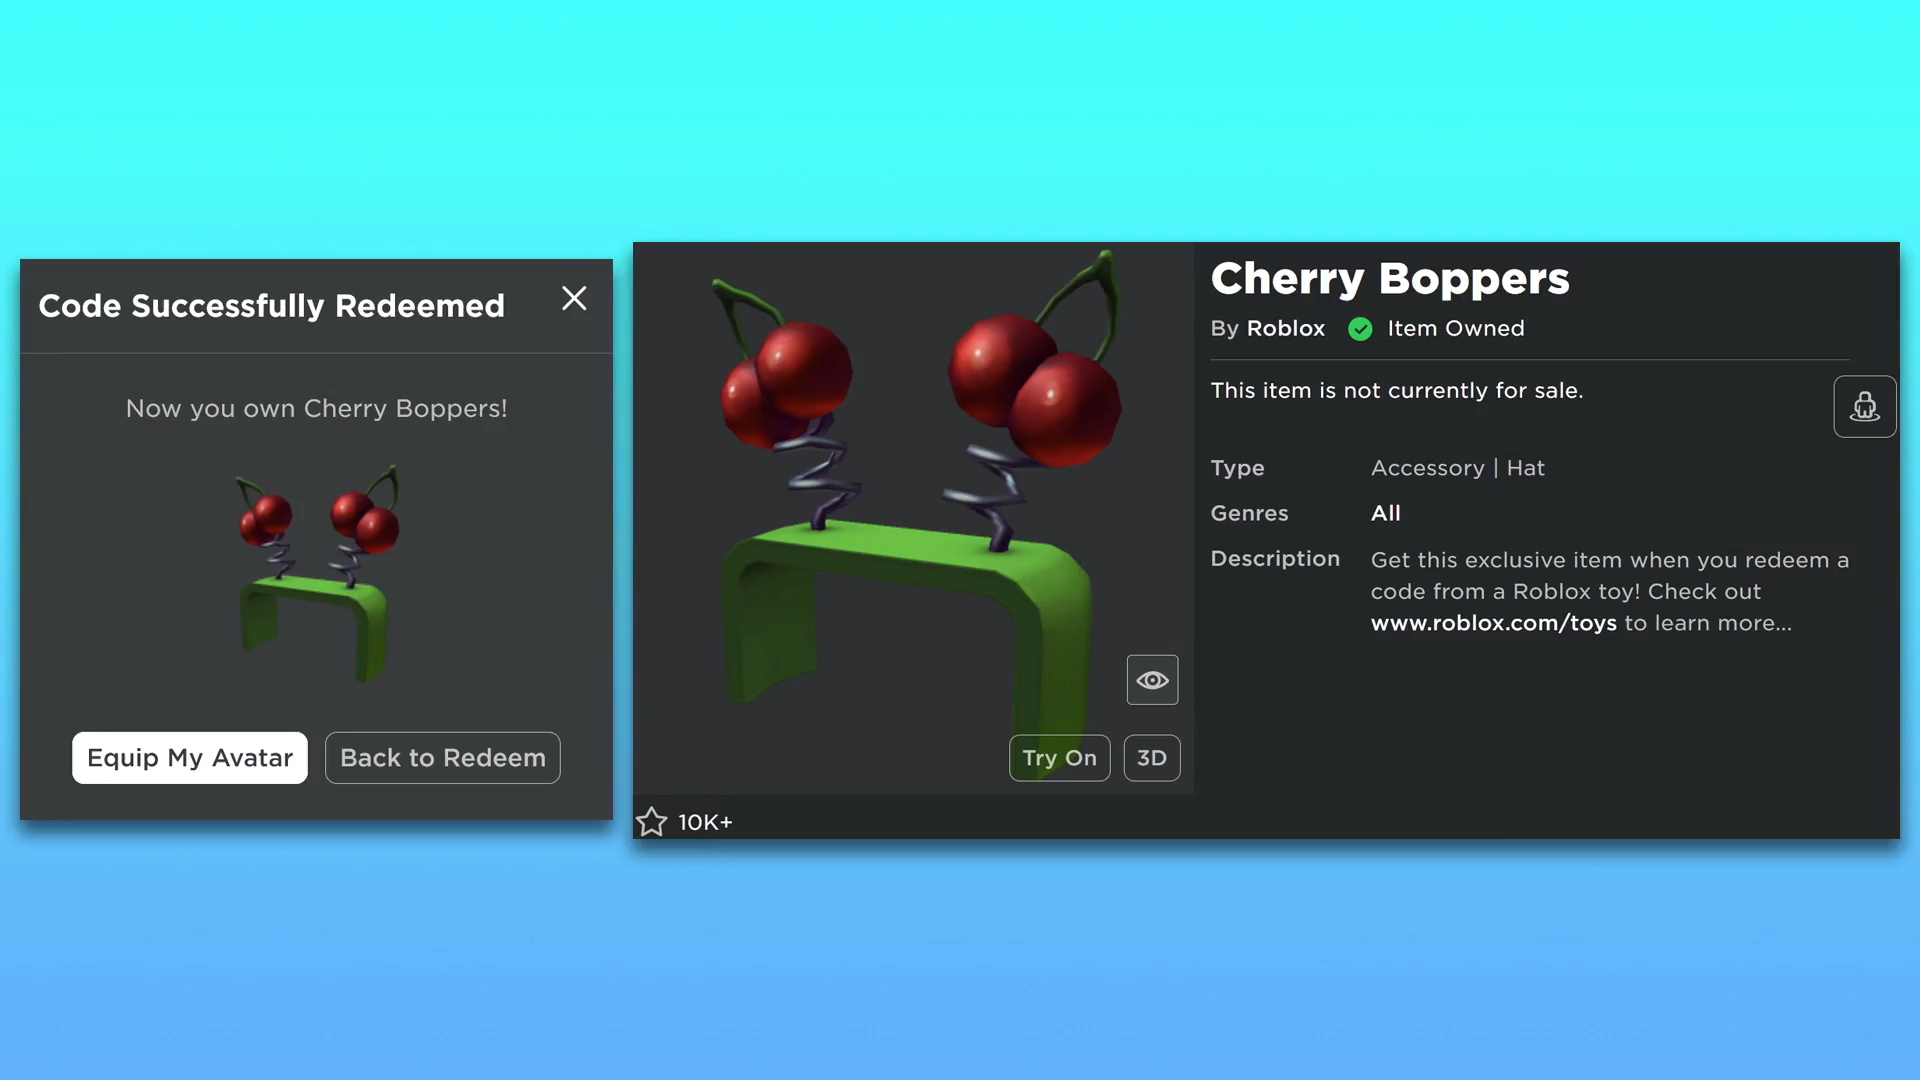 Code Successfully Redeemed
Now you own Cherry Boppers!
Equip My Avatar
Back to Redeem
Cherry Boppers
By Roblox Item Owned
This item is not currently for sale.
Type Accessory | Hat
Genres All
Description Get this exclusive item when you redeem a
code from a Roblox toy! Check out
www.roblox.com/toys to learn more...
Try On
3D
10K+